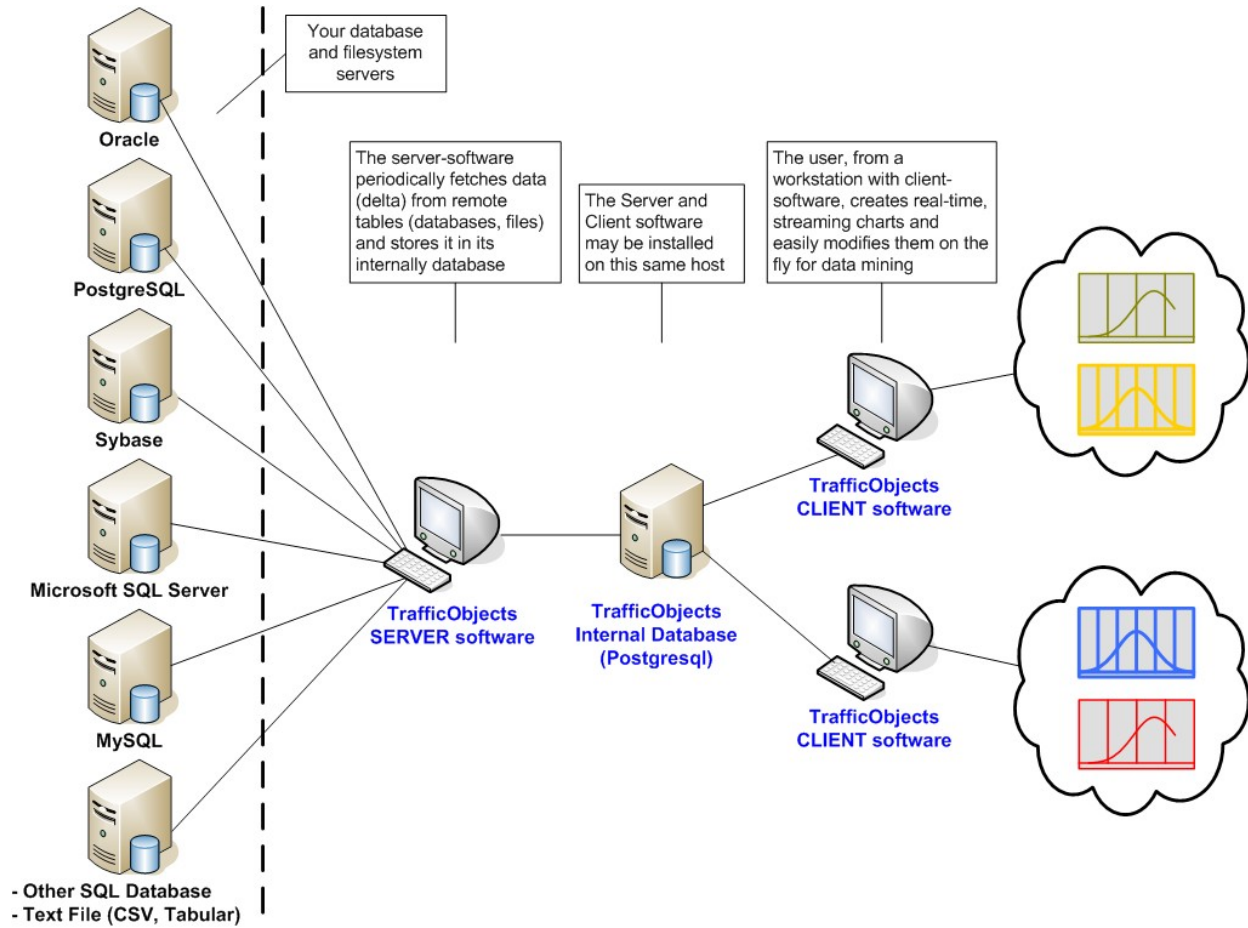 Your database
and filesystem
servers
Oracle
The server-software
periodically fetches data
(delta) from remote
tables (databases, files)
and stores it in its
internally database
The Server and
Client software
may be installed
on this same host
The user, from a
workstation with client-
software, creates real-time,
streaming charts and
easily modifies them on the
fly for data mining
PostgreSQL
Sybase
Microsoft SQL Server
MySQL
- Other SQL Database
- Text File (CSV, Tabular)
TrafficObjects
SERVER software
TrafficObjects
Internal Database
(Postgresql)
TrafficObjects
CLIENT software
TrafficObjects
CLIENT software